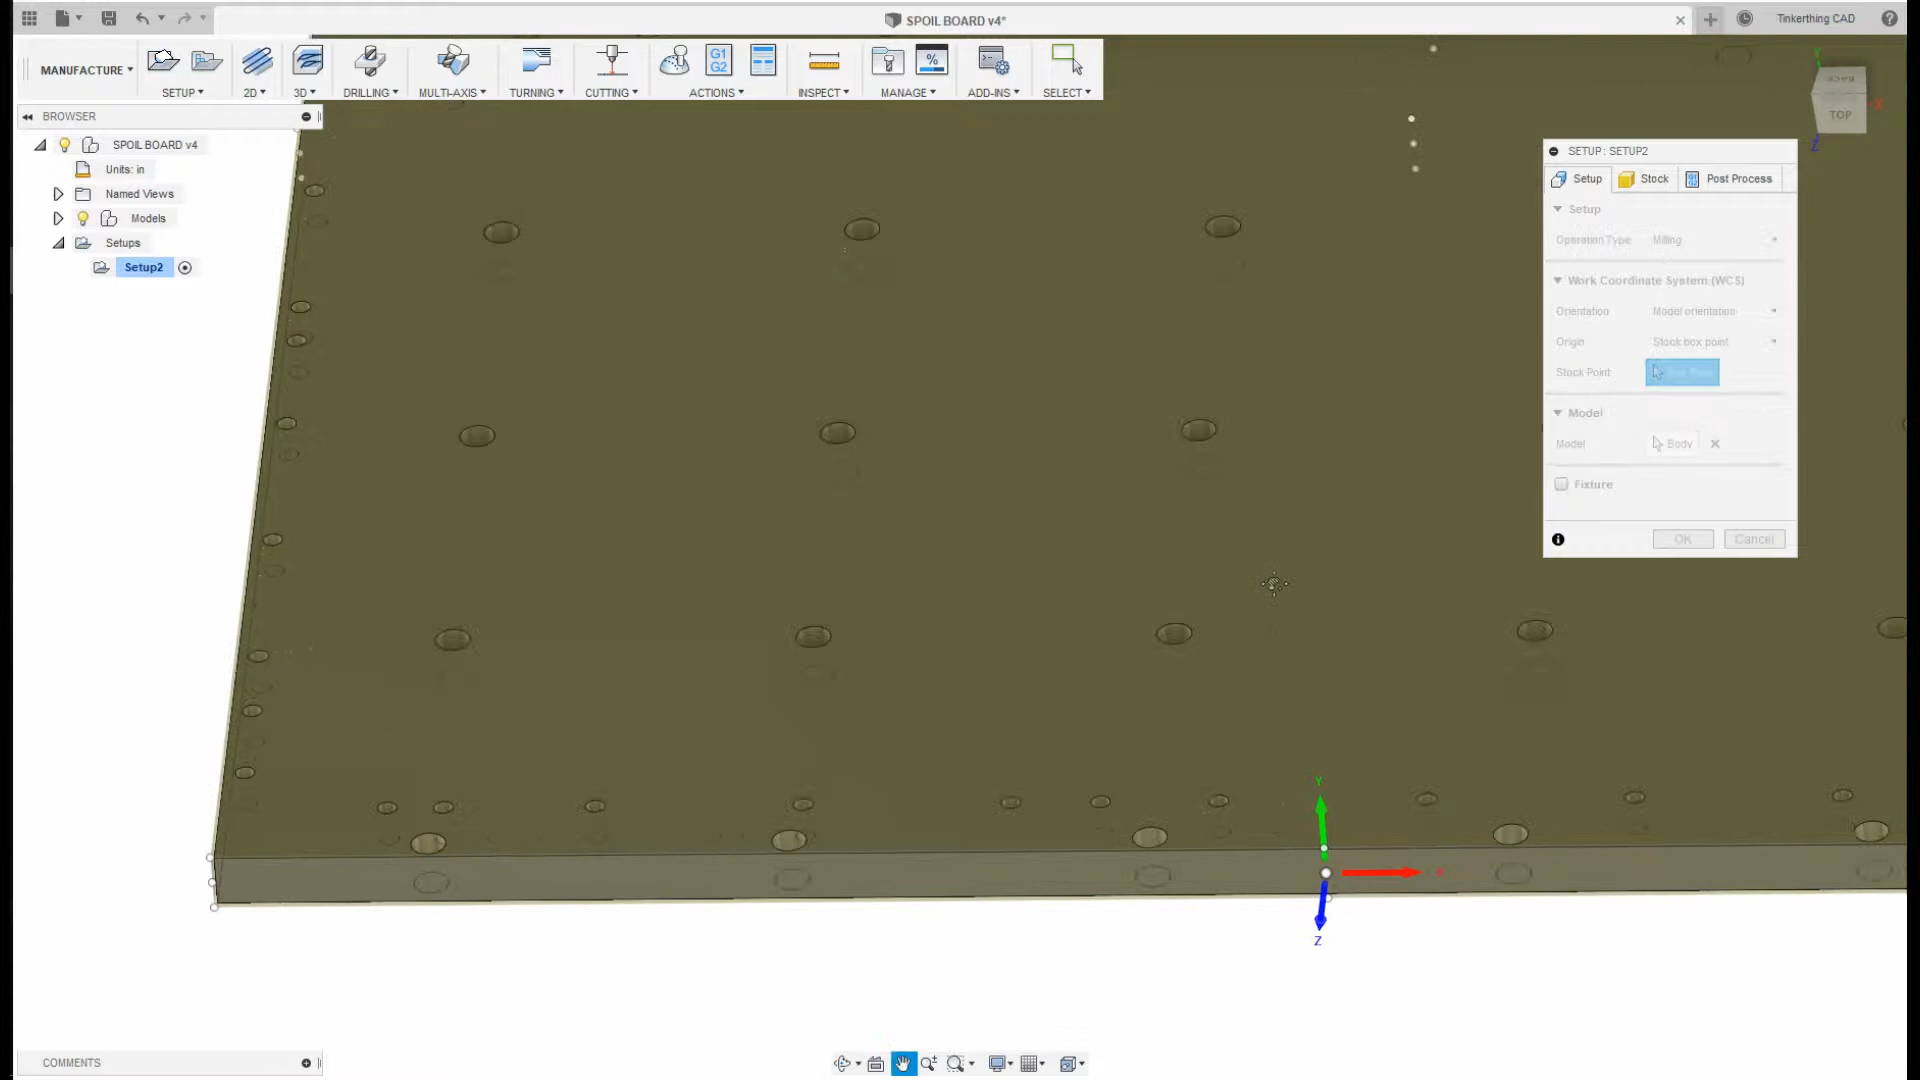 SPOIL BOARD v4*
Tinkerthing CAD
MANUFACTURE
SETUP
2D
3D
DRILLING
MULTI-AXIS
TURNING
G1
G2
ACTIONS
CUTTING
INSPECT
%
MANAGE
ADD-INS
SELECT
BROWSER
SPOIL BOARD v4
Units: in
Named Views
Models
Setups
Setup2
BACK
TOP
Y
X
Z
SETUP : SETUP2
Setup
Stock
Post Process
Setup
Operation Type Milling
Work Coordinate System (WCS)
Orientation Model orientation
Origin Stock box point
Stock Point
Model
Model Body
Fixture
OK Cancel
Y
X
Z
COMMENTS